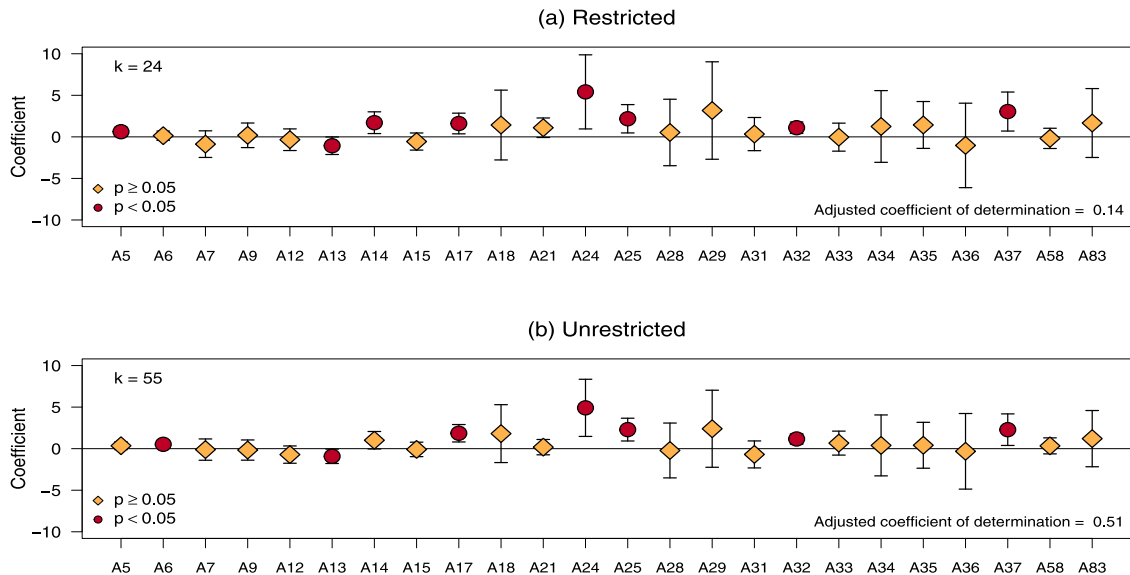 (a) Restricted
Coefficient
10
5
0
−5
−10
k = 24
p ≥ 0.05
p < 0.05
Adjusted coefficient of determination = 0.14
A5 A6 A7 A9 A12 A13 A14 A15 A17 A18 A21 A24 A25 A28 A29 A31 A32 A33 A34 A35 A36 A37 A58 A83
(b) Unrestricted
Coefficient
10
5
0
−5
−10
k = 55
p ≥ 0.05
p < 0.05
Adjusted coefficient of determination = 0.51
A5 A6 A7 A9 A12 A13 A14 A15 A17 A18 A21 A24 A25 A28 A29 A31 A32 A33 A34 A35 A36 A37 A58 A83